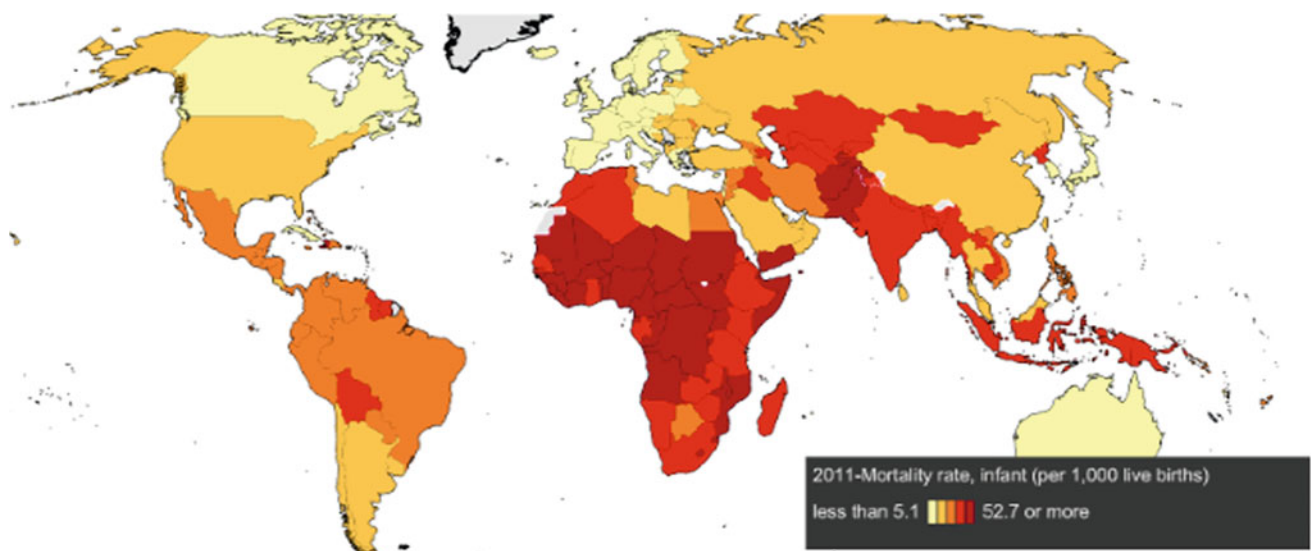 2011-Mortality rate, infant (per 1,000 live births)
less than 5.1 52.7 or more